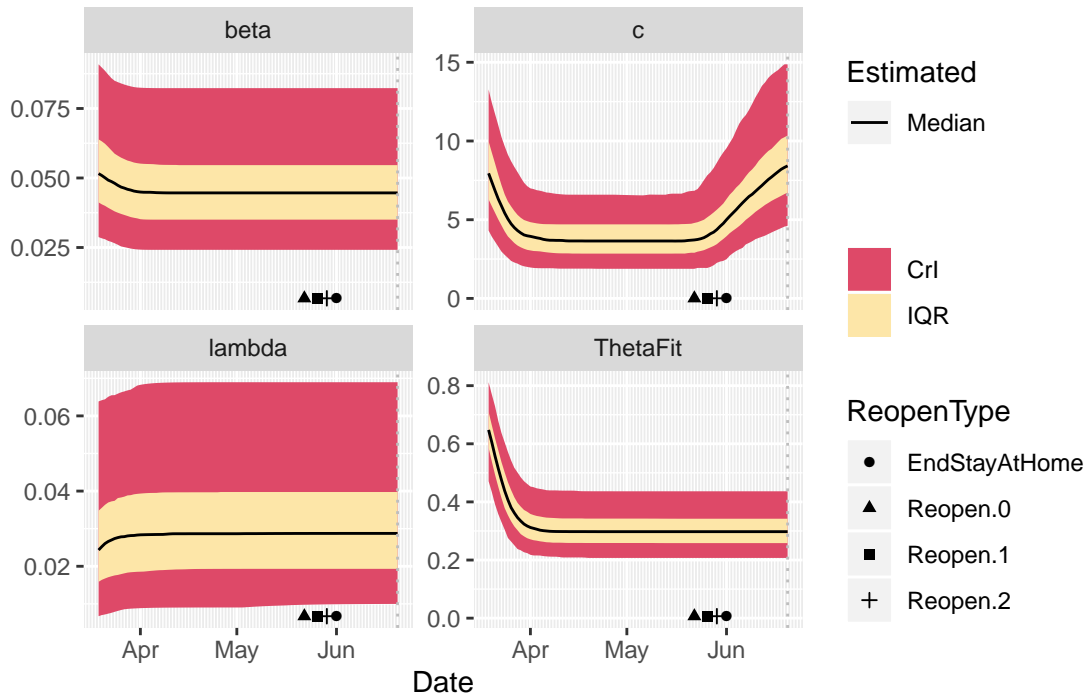 beta
c
0.075
0.050
0.025
15
10
5
0
lambda
ThetaFit
0.06
0.04
0.02
0.8
0.6
0.4
0.2
0.0
Apr May Jun
Apr May Jun
Date
Estimated
Median
CrI
IQR
ReopenType
EndStayAtHome
Reopen.0
Reopen.1
Reopen.2